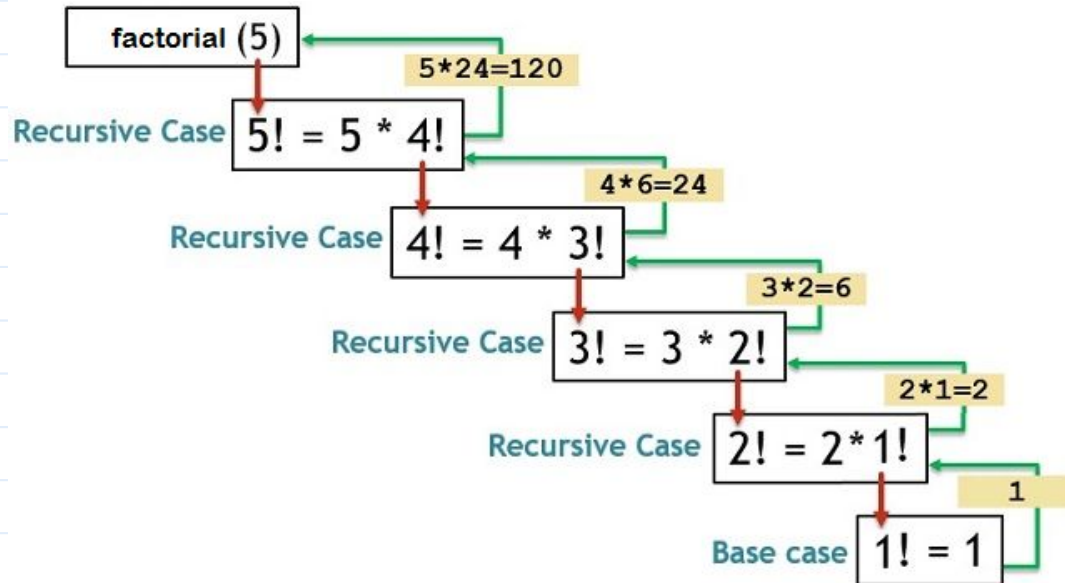 factorial (5)
5*24=120
Recursive Case
5! = 5 * 4!
4*6=24
Recursive Case
4! = 4 * 3!
3*2=6
Recursive Case
3! = 3 * 2!
2*1=2
Recursive Case
2! = 2*1!
1
Base case
1! = 1